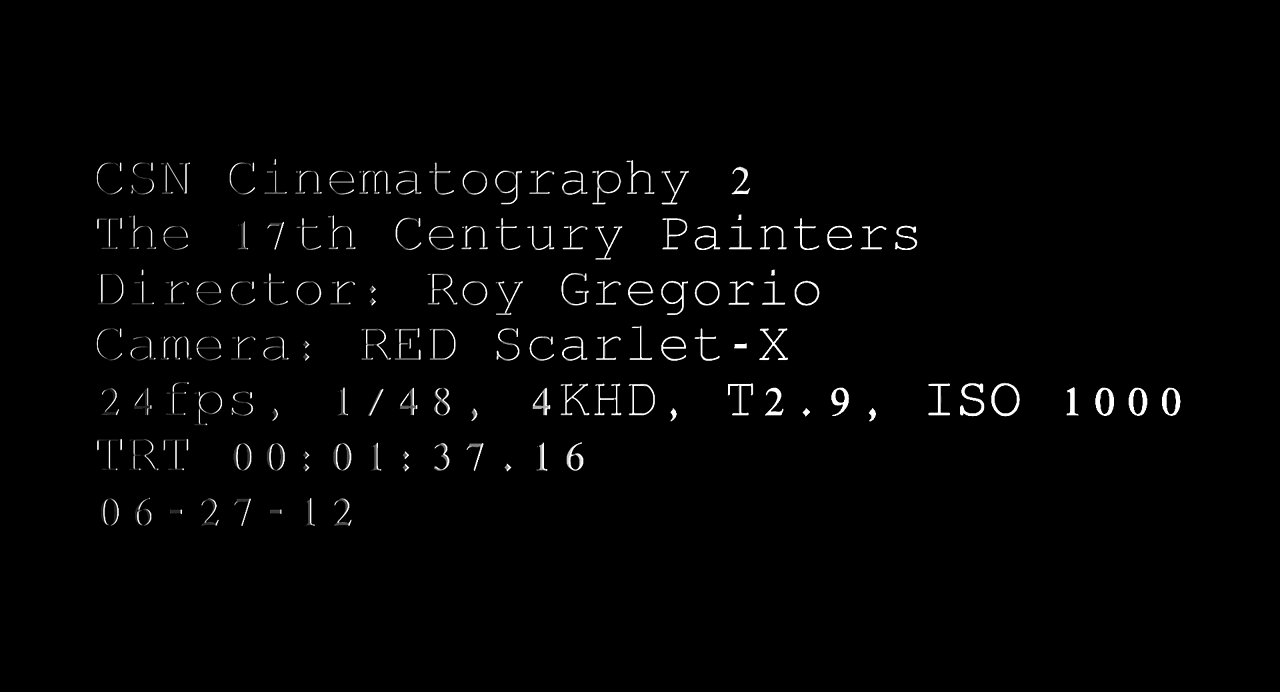 CSN Cinematography 2
The 17th Century Painters
Director: Roy Gregorio
Camera: RED Scarlet-X
24fps, 1/48, 4KHD, T2.9, ISO 1000
TRT 00:01:37.16
06-27-12